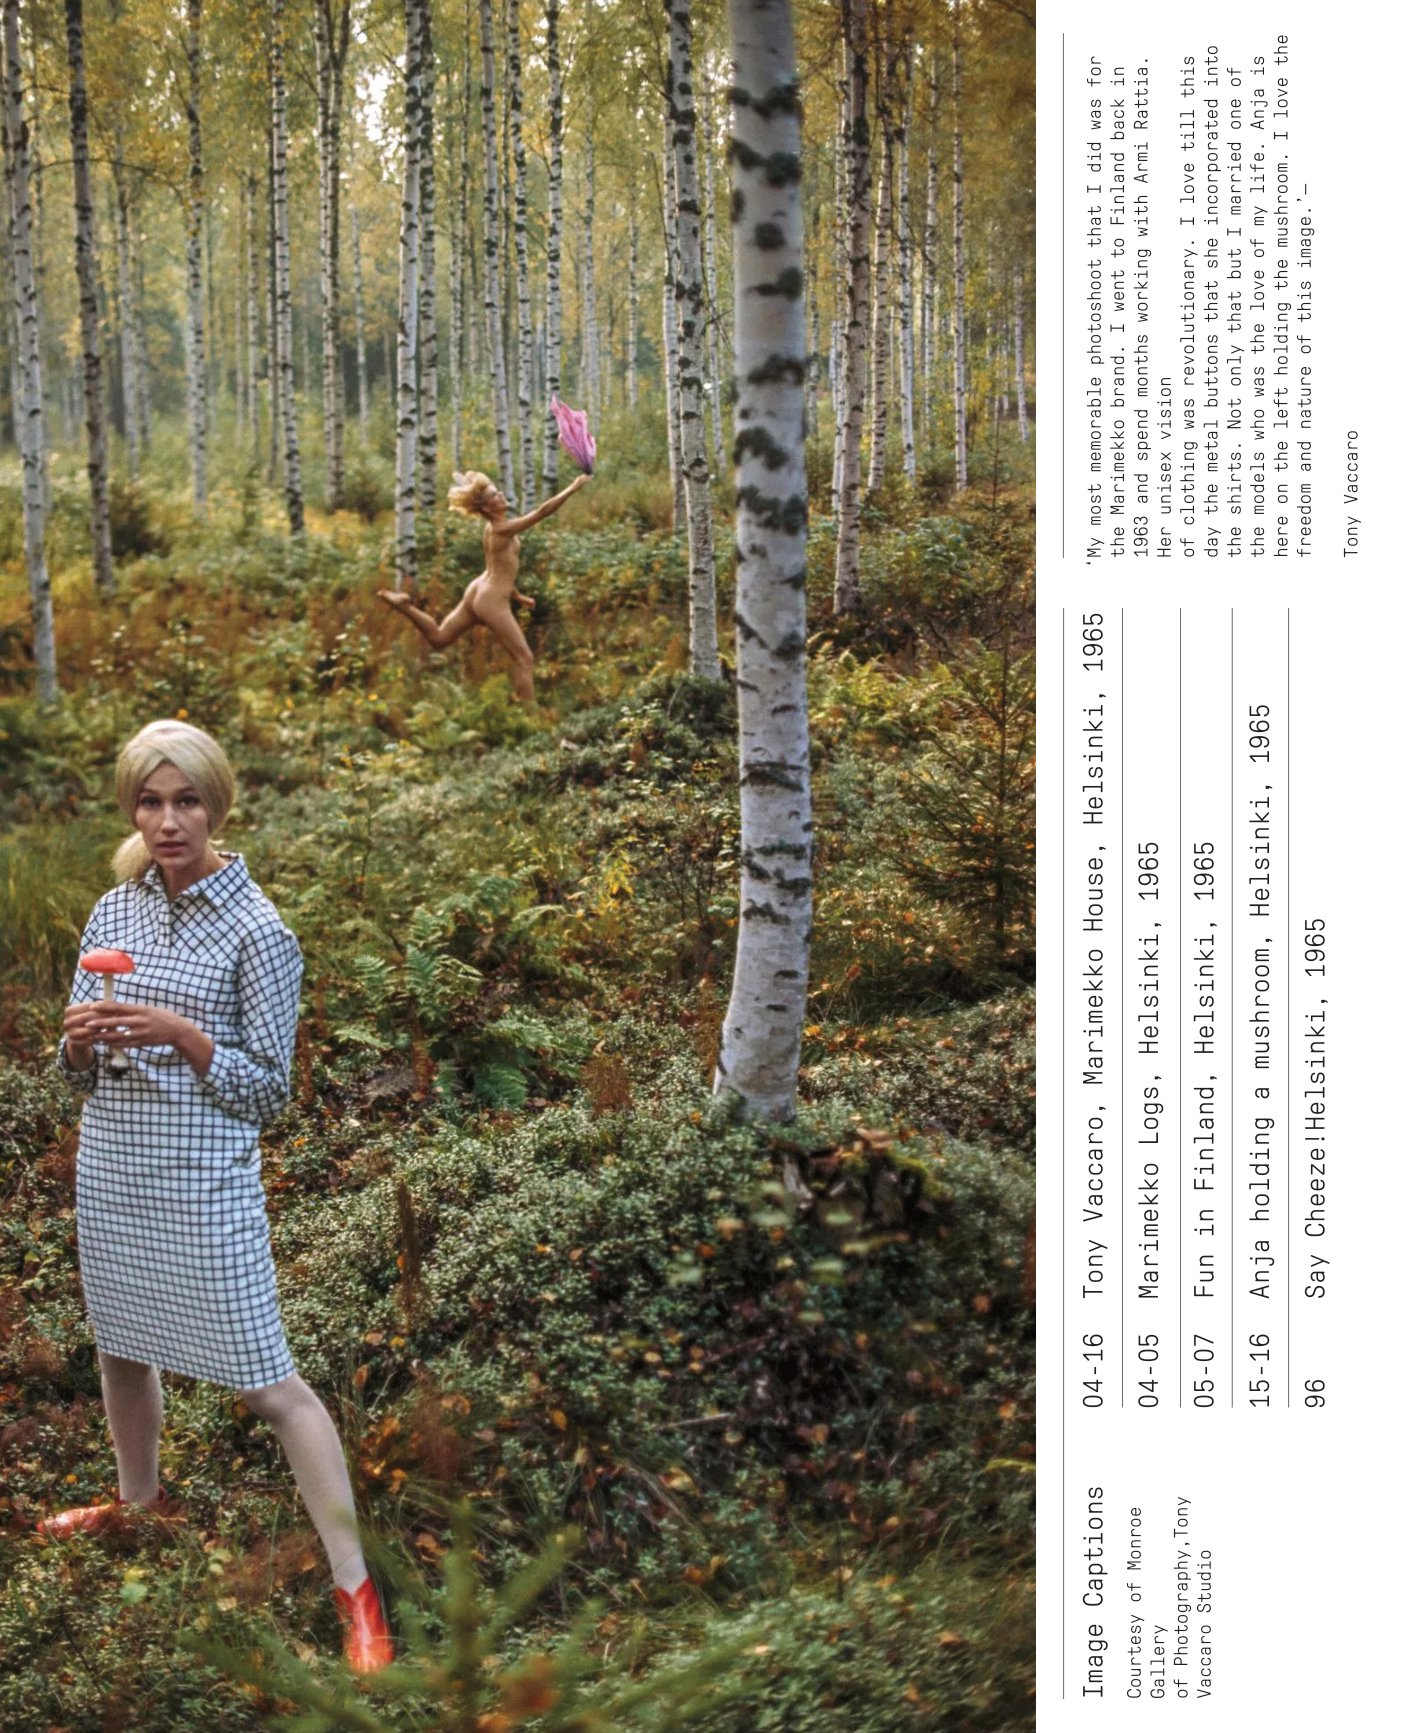 Image Captions
Courtesy of Monroe
Gallery
of Photography,Tony
Vaccaro Studio
04-16 Tony Vaccaro, Marimekko House, Helsinki, 1965
04-05 Marimekko Logs, Helsinki, 1965
05-07 Fun in Finland, Helsinki, 1965
15-16 Anja holding a mushroom, Helsinki, 1965
96 Say Cheeze!Helsinki, 1965
‘My most memorable photoshoot that I did was for
the Marimekko brand. I went to Finland back in
1963 and spend months working with Armi Rattia.
Her unisex vision
of clothing was revolutionary. I love till this
day the metal buttons that she incorporated into
the shirts. Not only that but I married one of
the models who was the love of my life. Anja is
here on the left holding the mushroom. I love the
freedom and nature of this image.’—
Tony Vaccaro